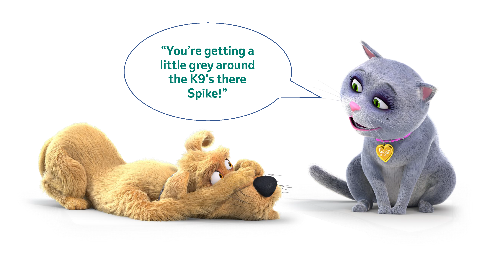 “You’re getting a
little grey around
the K9’s there
Spike!”